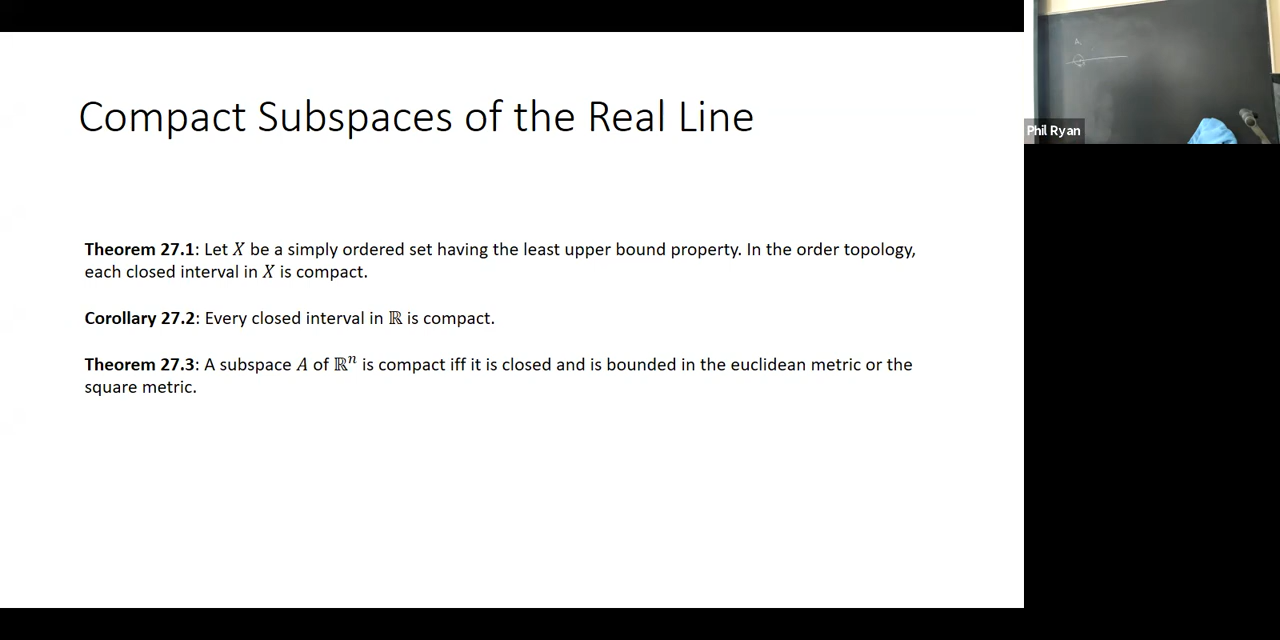 Compact Subspaces of the Real Line
Theorem 27.1: Let X be a simply ordered set having the least upper bound property. In the order topology,
each closed interval in X is compact.
Corollary 27.2: Every closed interval in ℝ is compact.
Theorem 27.3: A subspace A of ℝⁿ is compact iff it is closed and is bounded in the euclidean metric or the
square metric.
Phil Ryan